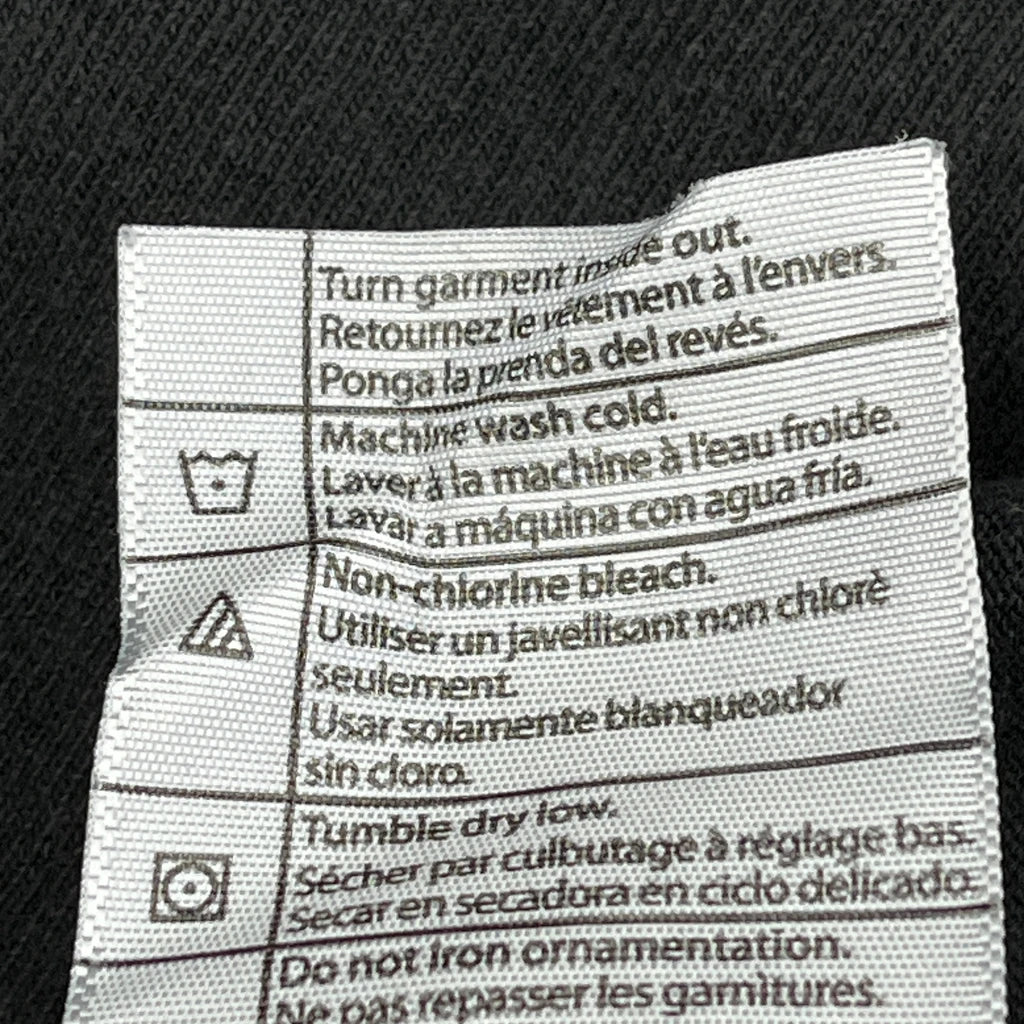 Turn garment inside out.
Retournez le vêtement à l'envers.
Ponga la prenda del revés.
Machine wash cold.
Laver à la machine à l'eau froide.
Lavar a máquina con agua fría.
Non-chlorine bleach.
Utiliser un javellisant non chlorè
seulement.
Usar solamente blanqueador
sin cloro.
Tumble dry low.
Sécher par culbutage à réglage bas.
Secar en secadora en ciclo delicado.
Do not iron ornamentation.
Ne pas repasser les garnitures.